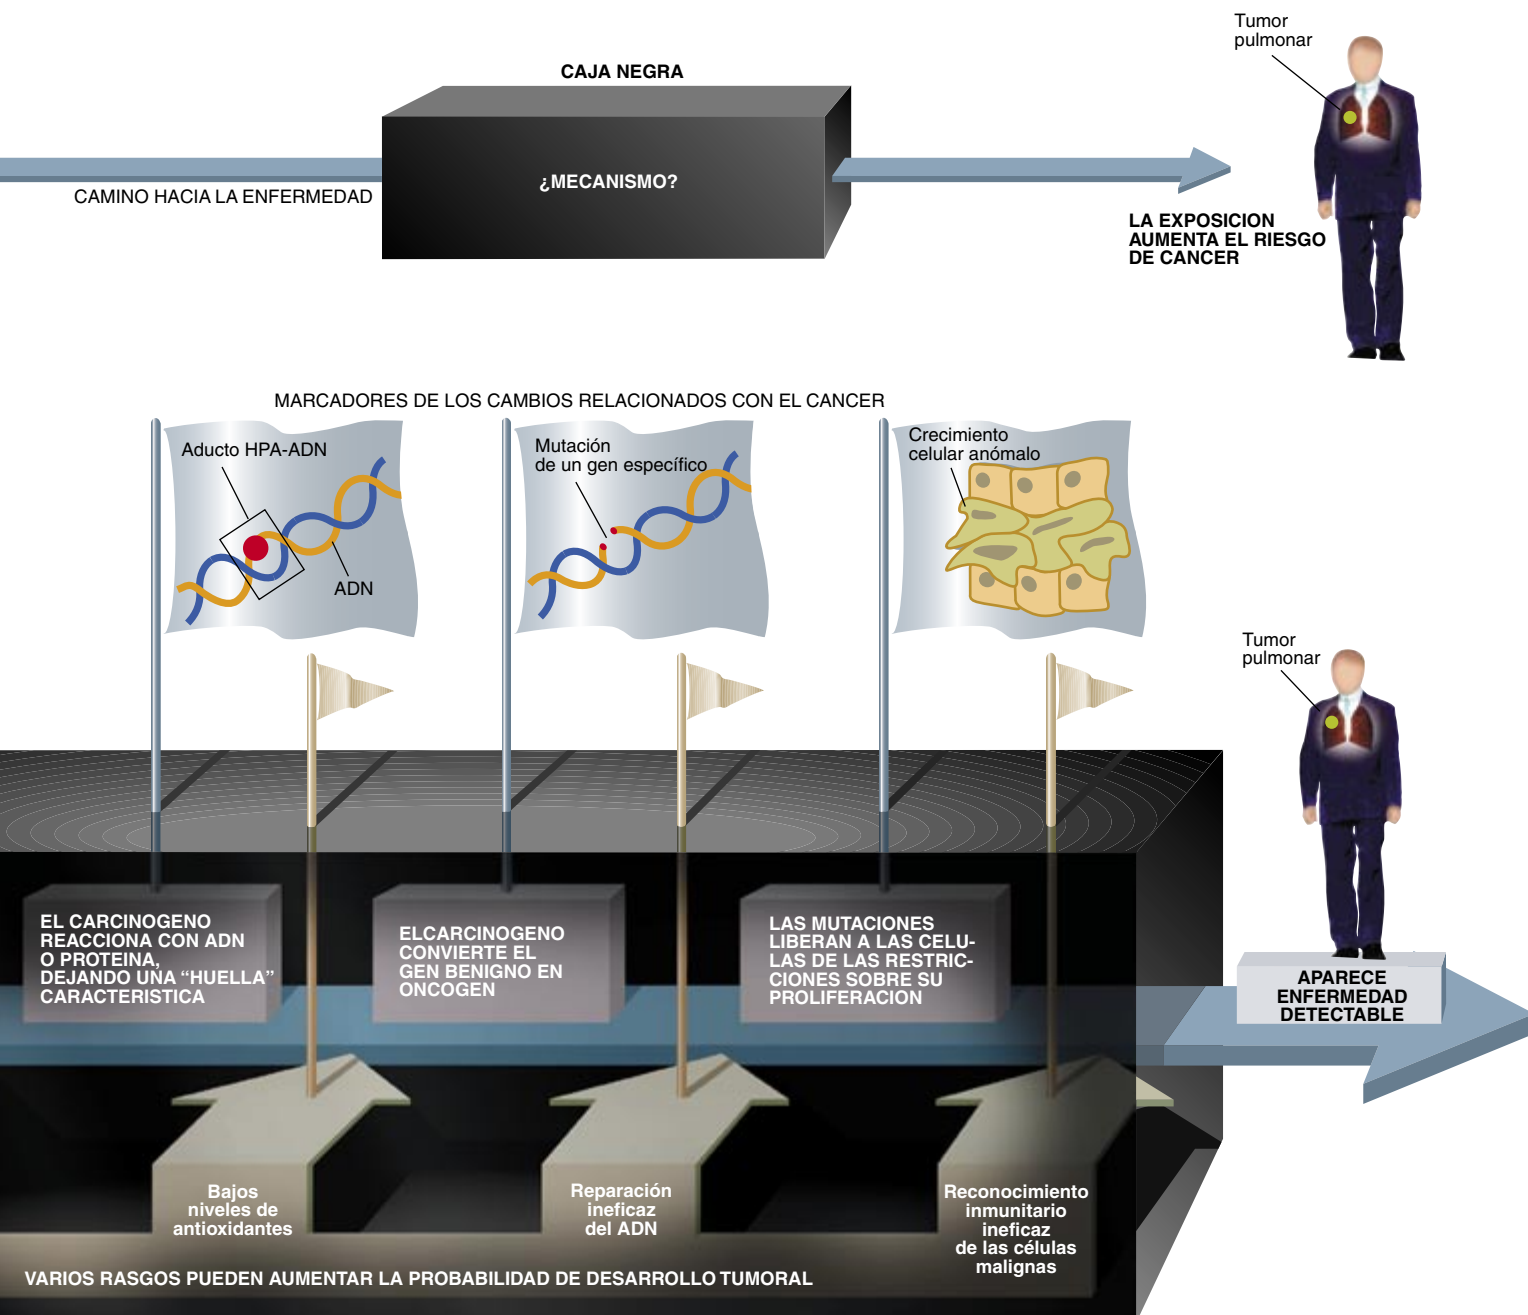 Tumor
pulmonar
CAJA NEGRA
¿MECANISMO?
CAMINO HACIA LA ENFERMEDAD
LA EXPOSICION
AUMENTA EL RIESGO
DE CANCER
MARCADORES DE LOS CAMBIOS RELACIONADOS CON EL CANCER
Aducto HPA-ADN
ADN
Mutación
de un gen específico
Crecimiento
celular anómalo
Tumor
pulmonar
EL CARCINOGENO
REACCIONA CON ADN
O PROTEINA,
DEJANDO UNA “HUELLA”
CARACTERISTICA
ELCARCINOGENO
CONVIERTE EL
GEN BENIGNO EN
ONCOGEN
LAS MUTACIONES
LIBERAN A LAS CELU-
LAS DE LAS RESTRIC-
CIONES SOBRE SU
PROLIFERACION
APARECE
ENFERMEDAD
DETECTABLE
Bajos
niveles de
antioxidantes
Reparación
ineficaz
del ADN
Reconocimiento
inmunitario
ineficaz
de las células
malignas
VARIOS RASGOS PUEDEN AUMENTAR LA PROBABILIDAD DE DESARROLLO TUMORAL